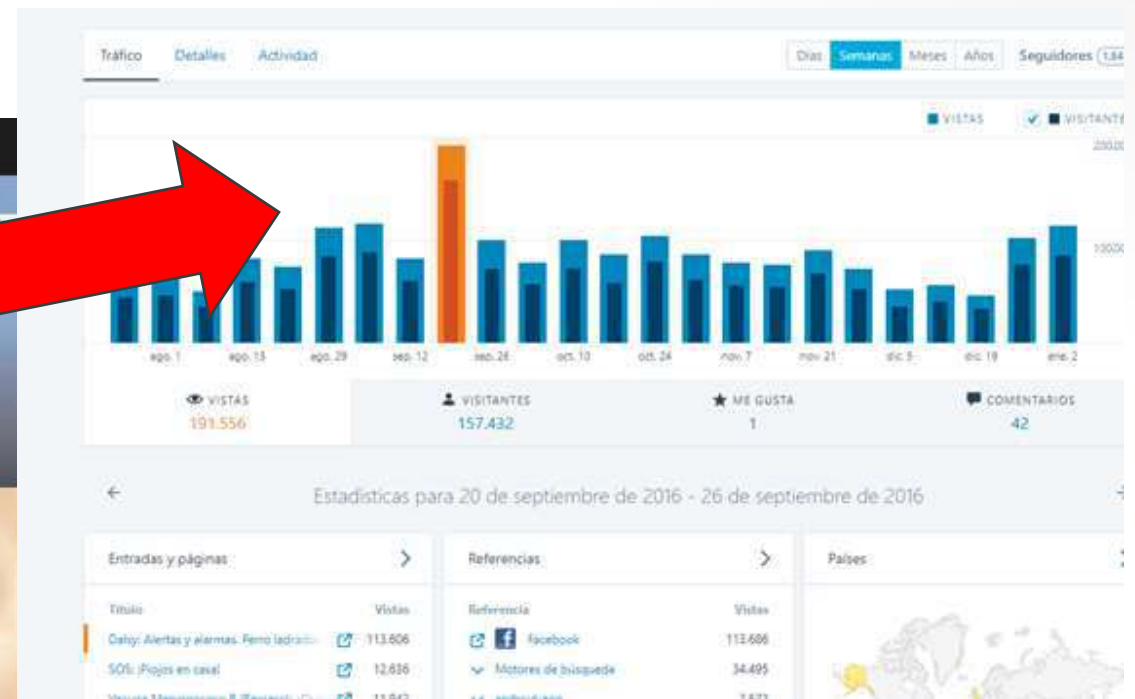 Tráfico Detalles Actividad Días Semanas Meses Años Seguidores
VISTAS VISITANTE
ago. 1 ago. 15 ago. 29 sep. 12 sep. 26 oct. 10 oct. 24 nov. 7 nov. 21 dic. 5 dic. 19 ene. 2
VISTAS VISITANTES ME GUSTA COMENTARIOS
191.556 157.432 1 42
Estadísticas para 20 de septiembre de 2016 - 26 de septiembre de 2016
Entradas y páginas Referencias Países
Título Vistas Referencia Vistas
Daisy: Alertas y alarmas. Perro 113.606 Facebook 113.686
SOS: ¡Piojos en casa! 12.636 Motores de búsqueda 34.495